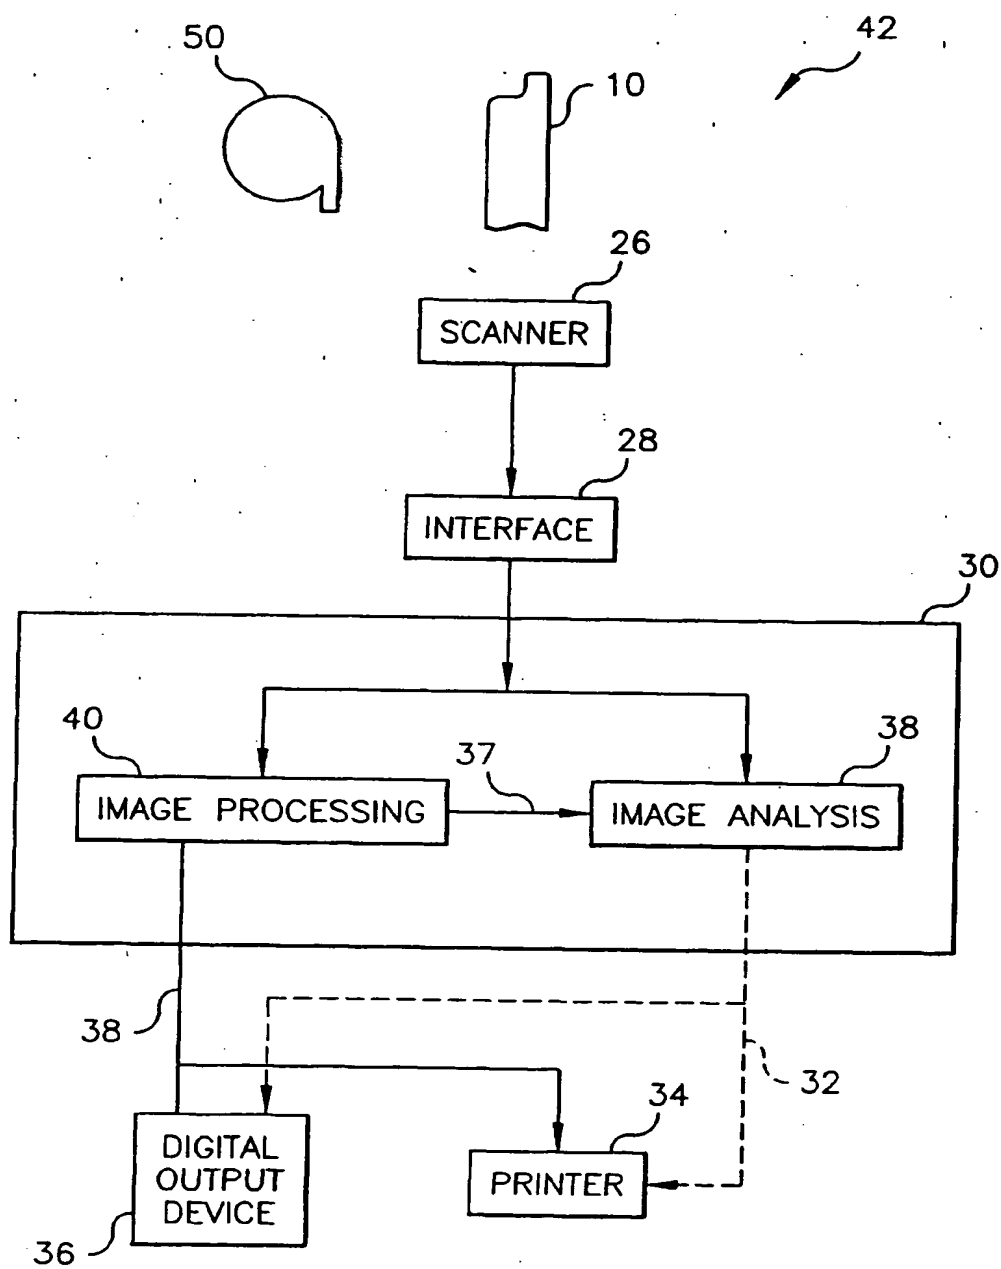 50
10
42
26
SCANNER
28
INTERFACE
30
40
37
38
IMAGE PROCESSING
IMAGE ANALYSIS
38
32
34
DIGITAL
OUTPUT
DEVICE
PRINTER
36